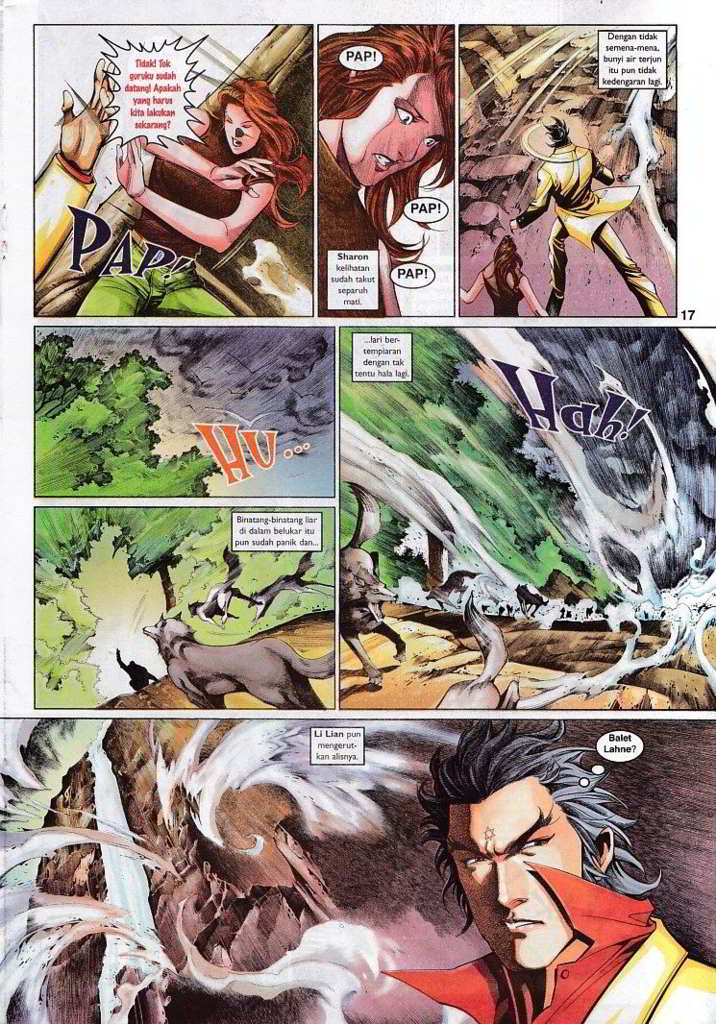 Tidak! Tok
guruku sudah
datang! Apakah
yang harus
kita lakukan
sekarang?
PAP!
PAP!
Sharon
kelihatan
sudah takut
separuh
mati.
PAP!
PAP!
Dengan tidak
semena-mena,
bunyi air terjun
itu pun tidak
kedengaran lagi.
17
HU...
...lari ber-
tempiaran
dengan tak
tentu hala lagi.
Hah!
Binatang-binatang liar
di dalam belukar itu
pun sudah panik dan...
Li Lian pun
mengerut-
kan alisnya.
Balet
Lahne?